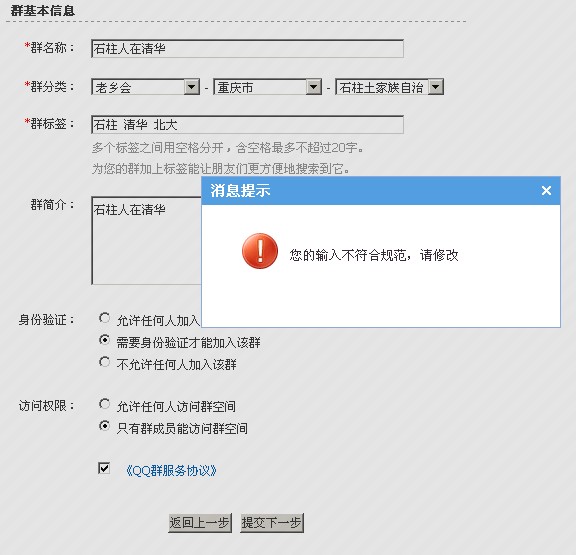 群基本信息
*群名称： 石柱人在清华
*群分类： 老乡会 - 重庆市 - 石柱土家族自治
*群标签： 石柱 清华 北大
多个标签之间用空格分开，含空格最多不超过20字。
为您的群加上标签能让朋友们更方便地搜索到它。
消息提示 ×
群简介： 石柱人在清华
您的输入不符合规范，请修改
身份验证： 允许任何人加入
需要身份验证才能加入该群
不允许任何人加入该群
访问权限： 允许任何人访问群空间
只有群成员能访问群空间
《QQ群服务协议》
返回上一步 提交下一步